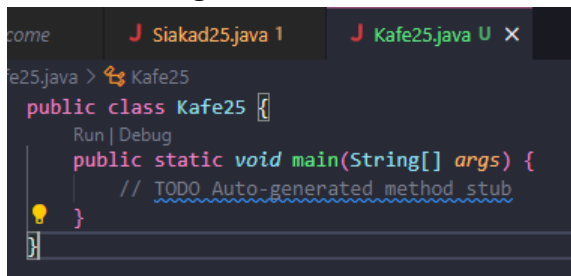 come J Siakad25.java 1 J Kafe25.java U ×
fe25.java > Kafe25
public class Kafe25 {
Run | Debug
public static void main(String[] args) {
// TODO Auto-generated method stub
}
}